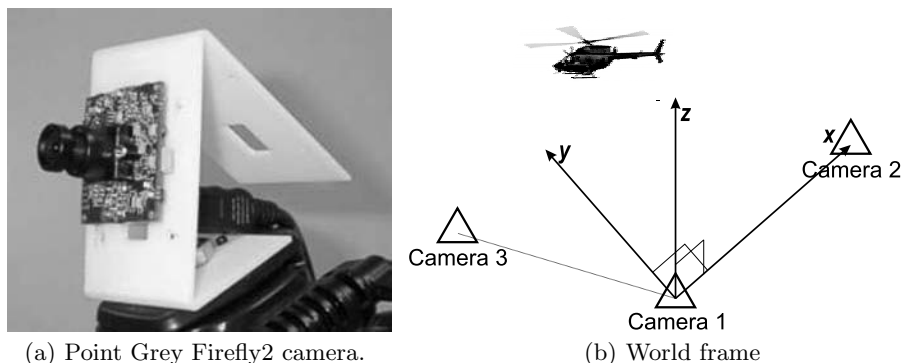 z
y
x
Camera 2
Camera 3
Camera 1
(a) Point Grey Firefly2 camera.
(b) World frame